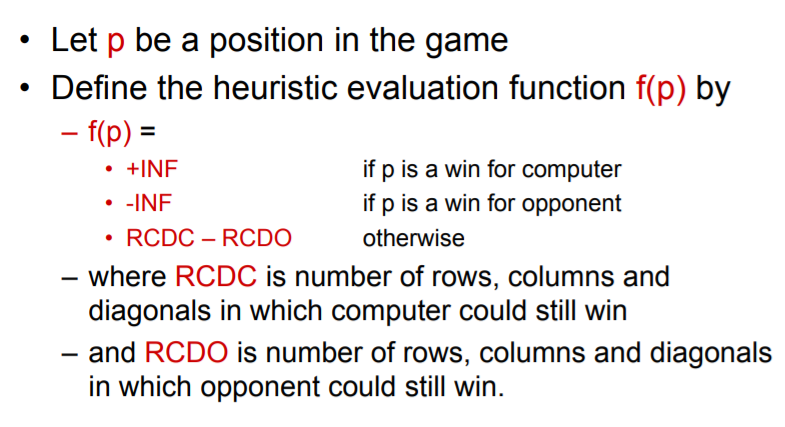 • Let p be a position in the game
• Define the heuristic evaluation function f(p) by
– f(p) =
• +INF if p is a win for computer
• -INF if p is a win for opponent
• RCDC – RCDO otherwise
– where RCDC is number of rows, columns and
diagonals in which computer could still win
– and RCDO is number of rows, columns and diagonals
in which opponent could still win.